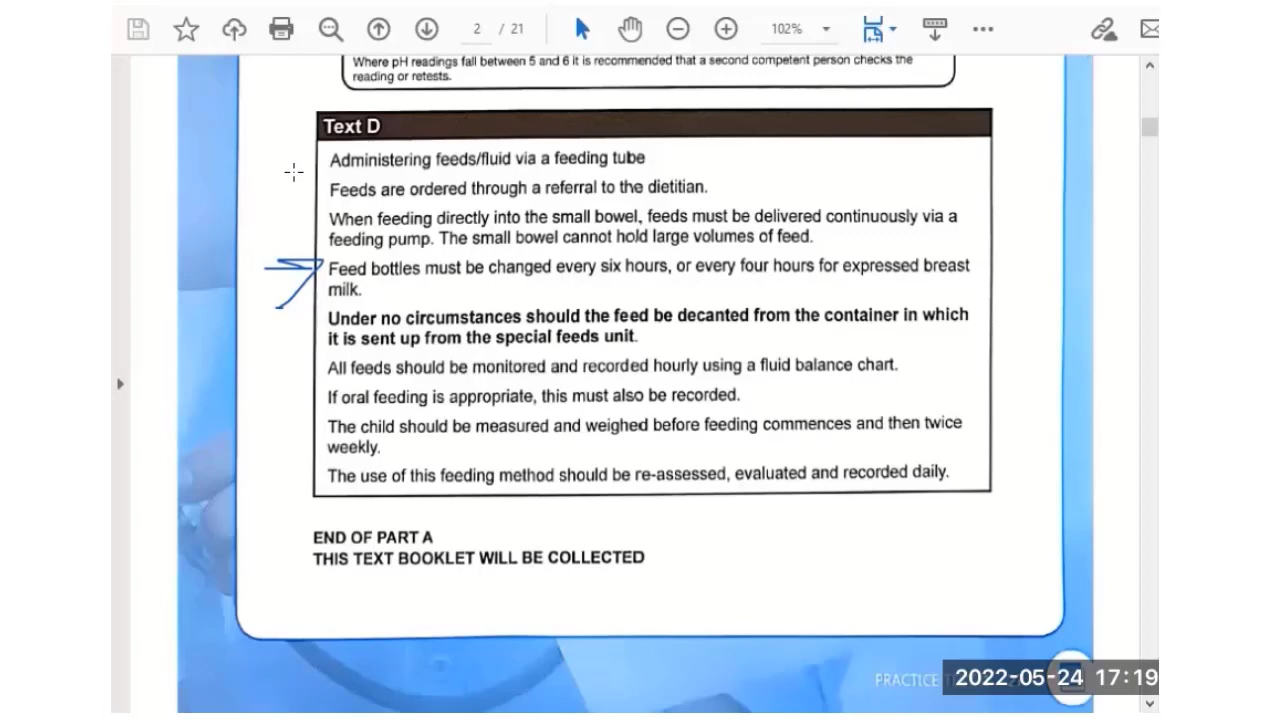 2 / 21
102%
Where pH readings fall between 5 and 6 it is recommended that a second competent person checks the
reading or retests.
Text D
Administering feeds/fluid via a feeding tube
Feeds are ordered through a referral to the dietitian.
When feeding directly into the small bowel, feeds must be delivered continuously via a
feeding pump. The small bowel cannot hold large volumes of feed.
Feed bottles must be changed every six hours, or every four hours for expressed breast
milk.
Under no circumstances should the feed be decanted from the container in which
it is sent up from the special feeds unit.
All feeds should be monitored and recorded hourly using a fluid balance chart.
If oral feeding is appropriate, this must also be recorded.
The child should be measured and weighed before feeding commences and then twice
weekly.
The use of this feeding method should be re-assessed, evaluated and recorded daily.
END OF PART A
THIS TEXT BOOKLET WILL BE COLLECTED
PRACTICE
2022-05-24 17:19